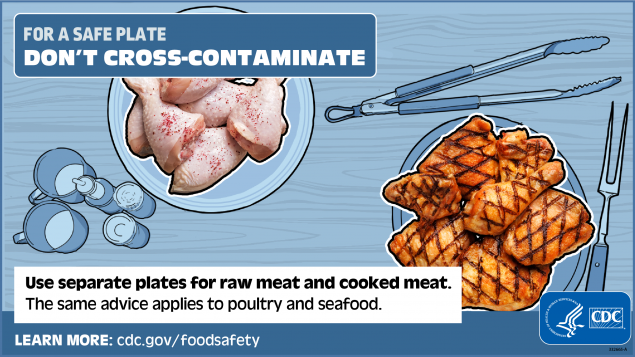 FOR A SAFE PLATE
DON'T CROSS-CONTAMINATE
Use separate plates for raw meat and cooked meat.
The same advice applies to poultry and seafood.
LEARN MORE: cdc.gov/foodsafety
CDC